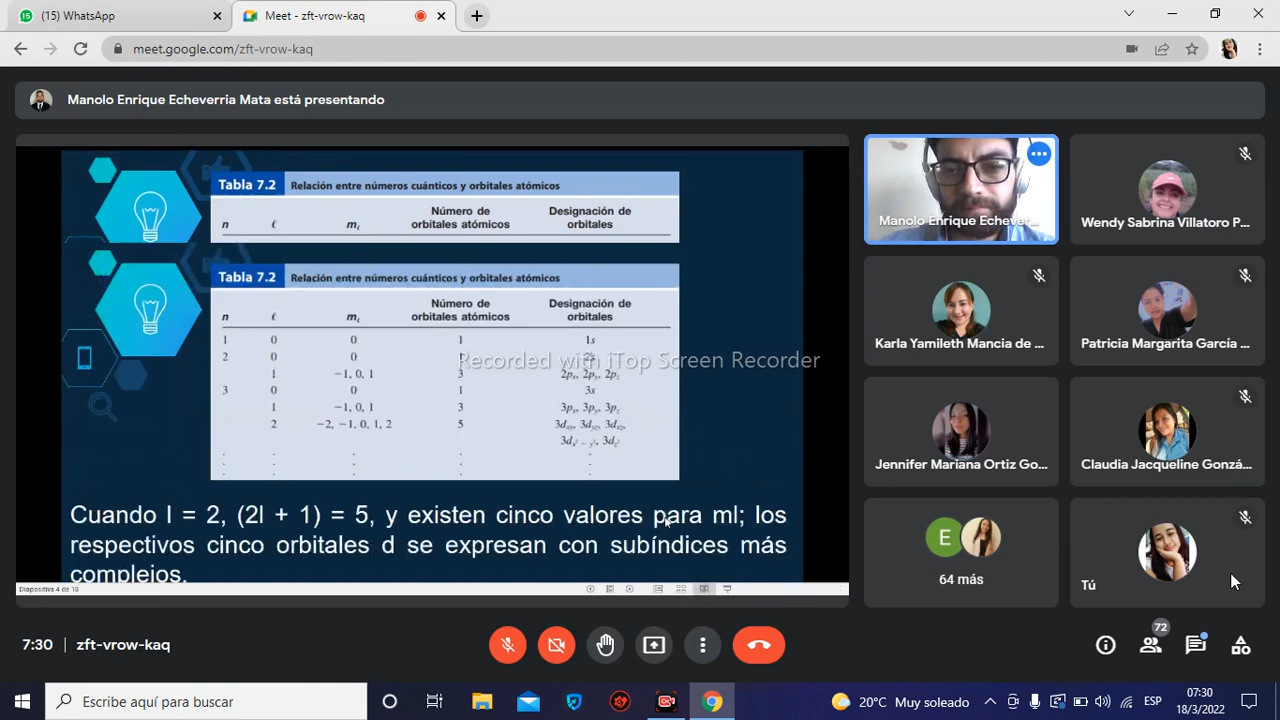 (15) WhatsApp
Meet - zft-vrow-kaq
meet.google.com/zft-vrow-kaq
Manolo Enrique Echeverria Mata está presentando
Tabla 7.2 Relación entre números cuánticos y orbitales atómicos
n ℓ mℓ Número de orbitales atómicos Designación de orbitales
Tabla 7.2 Relación entre números cuánticos y orbitales atómicos
n ℓ mℓ Número de orbitales atómicos Designación de orbitales
1 0 0 1 1s
2 0 0 1 2s
1 −1, 0, 1 3 2px, 2py, 2pz
3 0 0 1 3s
1 −1, 0, 1 3 3px, 3py, 3pz
2 −2, −1, 0, 1, 2 5 3dxy, 3dyz, 3dxz,
3dx² − y², 3dz²
. . . . .
. . . . .
. . . . .
Recorded with iTop Screen Recorder
Cuando l = 2, (2l + 1) = 5, y existen cinco valores para ml; los
respectivos cinco orbitales d se expresan con subíndices más
complejos.
Diapositiva 4 de 18
Manolo Enrique Echever...
Wendy Sabrina Villatoro P...
Karla Yamileth Mancia de ...
Patricia Margarita García ...
Jennifer Mariana Ortiz Go...
Claudia Jacqueline Gonzá...
E
64 más
Tú
7:30 | zft-vrow-kaq
72
Escribe aquí para buscar
20°C Muy soleado
ESP
07:30
18/3/2022